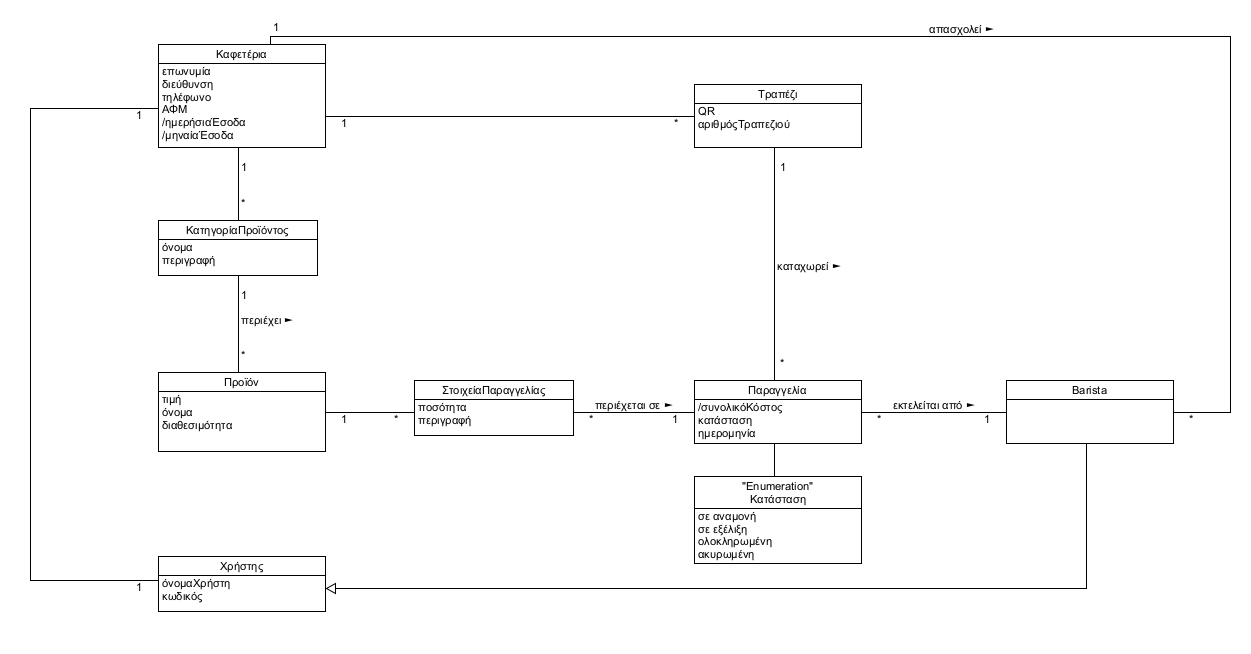 1
απασχολεί ►
Καφετέρια
επωνυμία
διεύθυνση
τηλέφωνο
ΑΦΜ
/ημερήσιαΈσοδα
/μηναίαΈσοδα
1
1
*
Τραπέζι
QR
αριθμόςΤραπεζιού
1
*
1
ΚατηγορίαΠροϊόντος
όνομα
περιγραφή
καταχωρεί ►
1
περιέχει ►
*
*
Προϊόν
τιμή
όνομα
διαθεσιμότητα
1
*
ΣτοιχείαΠαραγγελίας
ποσότητα
περιγραφή
περιέχεται σε ►
*
1
Παραγγελία
/συνολικόΚόστος
κατάσταση
ημερομηνία
εκτελείται από ►
*
1
Barista
*
"Enumeration"
Κατάσταση
σε αναμονή
σε εξέλιξη
ολοκληρωμένη
ακυρωμένη
Χρήστης
όνομαΧρήστη
κωδικός
1